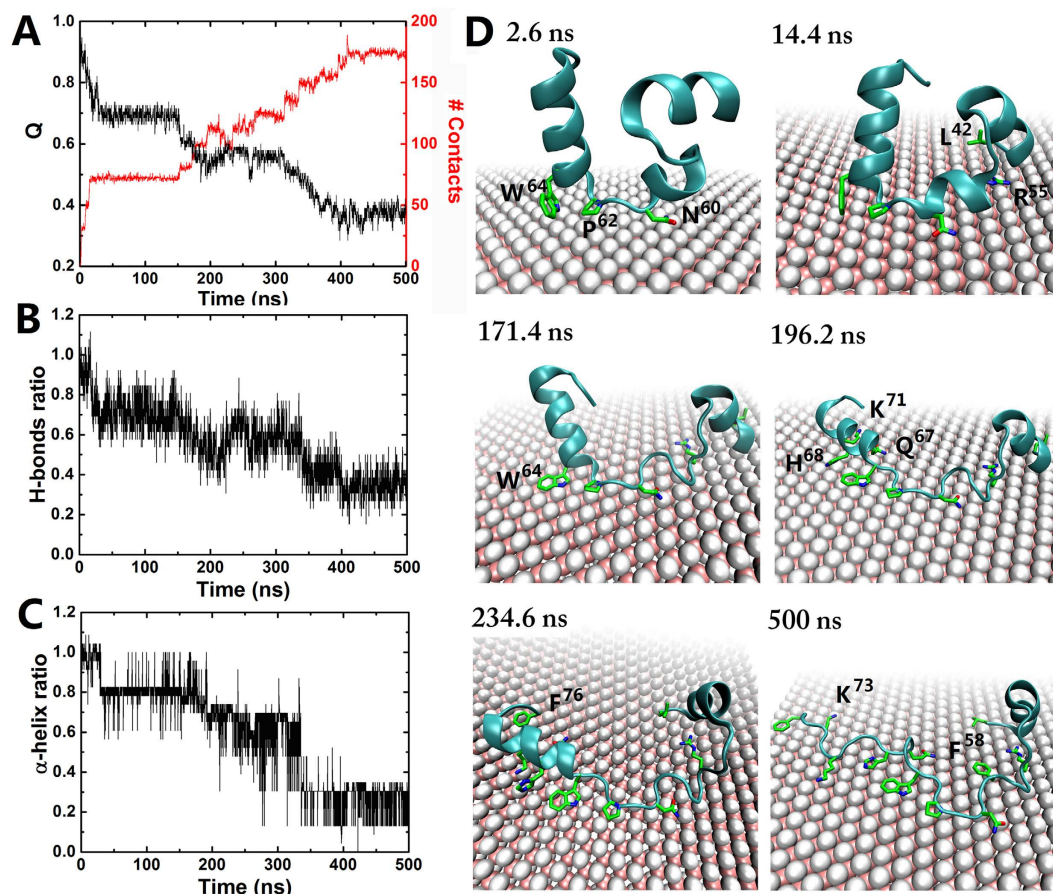 A
1.0
0.8
0.6
0.4
0.2
Q
200
150
100
50
0
# Contacts
0 100 200 300 400 500
Time (ns)
B
1.2
1.0
0.8
0.6
0.4
0.2
0.0
H-bonds ratio
0 100 200 300 400 500
Time (ns)
C
1.2
1.0
0.8
0.6
0.4
0.2
0.0
α-helix ratio
0 100 200 300 400 500
Time (ns)
D
2.6 ns
W⁶⁴
P⁶²
N⁶⁰
14.4 ns
L⁴²
R⁵⁵
171.4 ns
W⁶⁴
196.2 ns
K⁷¹
Q⁶⁷
H⁶⁸
234.6 ns
F⁷⁶
500 ns
K⁷³
F⁵⁸